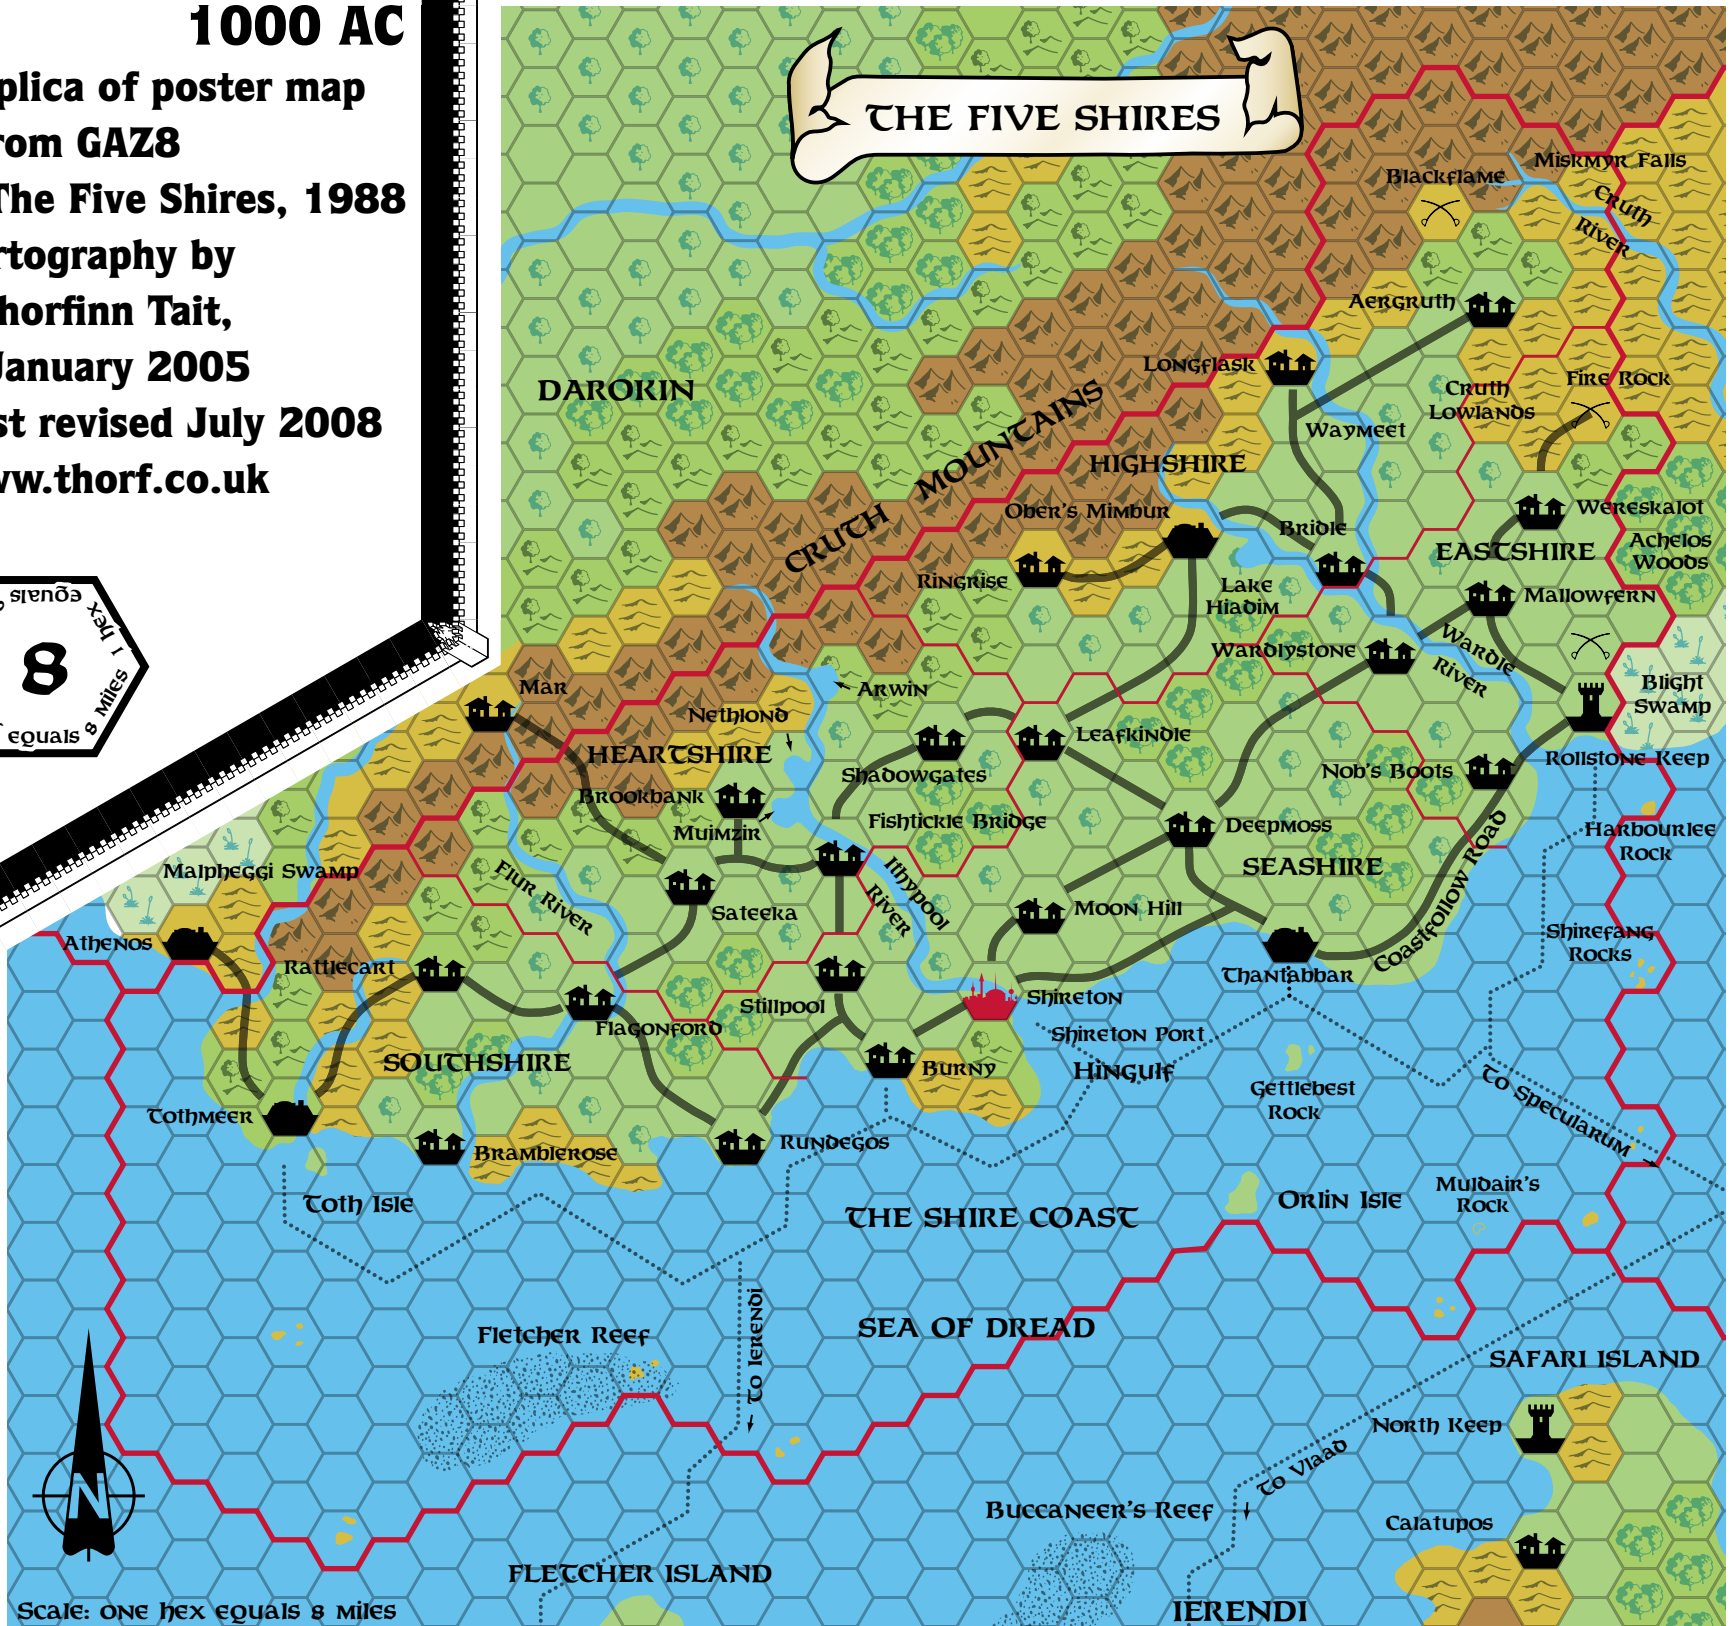 1000 AC
plica of poster map
rom GAZ8
The Five Shires, 1988
rtography by
horfinn Tait,
January 2005
st revised July 2008
ww.thorf.co.uk
8
hex 1
8 Miles
equals
equals
THE FIVE SHIRES
Miskmyr Falls
Blackflame
Cruth
River
Aergruth
Longflask
DAROKIN
Cruth
Lowlands
Fire Rock
Waymeet
CRUTH MOUNTAINS
HIGHSHIRE
Ober's Mimbur
Bridle
Wereskalot
EASTSHIRE
Achelos
Woods
Ringrise
Lake
Hiadim
Mallowfern
Wardlystone
Wardle
River
Blight
Swamp
Mar
Arwin
Nethlond
Leafkindle
HEARTSHIRE
Shadowgates
Nob's Boots
Rollstone Keep
Brookbank
Muimzir
Fishtickle Bridge
Deepmoss
Harbourlee
Rock
Malpheggi Swamp
Fiur River
Ithypool
River
SEASHIRE
Coastfollow Road
Sateeka
Moon Hill
Athenos
Rattlecart
Shirefang
Rocks
Thantabbar
Stillpool
Shireton
Flagonford
Shireton Port
SOUTHSHIRE
Burny
Hingulf
Gettlebest
Rock
To Specularum
Tothmeer
Bramblerose
Rundegos
Toth Isle
THE SHIRE COAST
Orlin Isle
Muldair's
Rock
To Ierendi
Fletcher Reef
SEA OF DREAD
SAFARI ISLAND
North Keep
To Vlaad
N
Buccaneer's Reef
Calatupos
FLETCHER ISLAND
IERENDI
Scale: one hex equals 8 miles